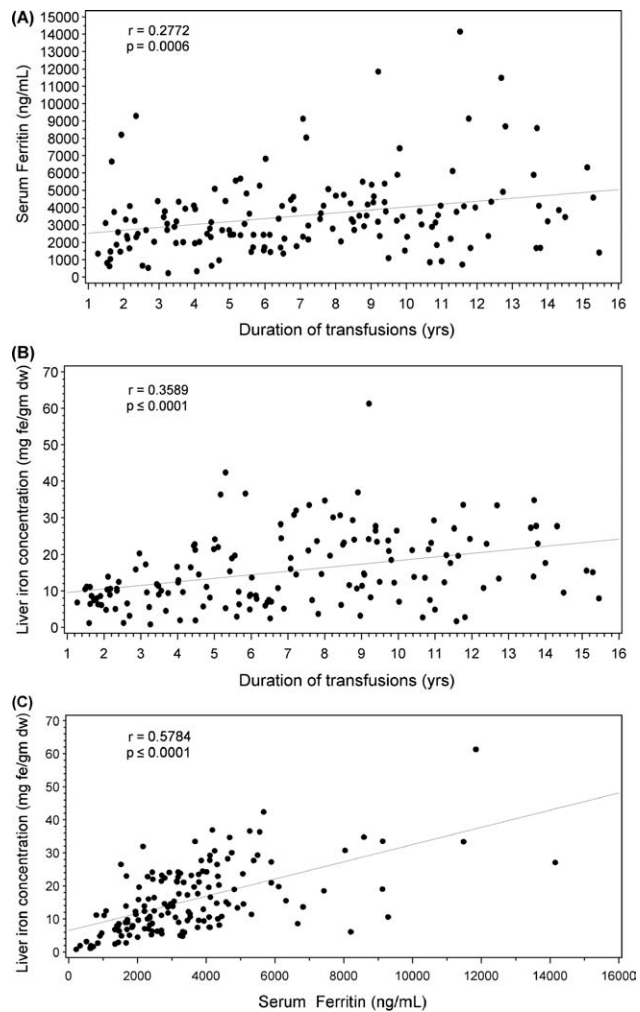 (A)
r = 0.2772
p = 0.0006
Serum Ferritin (ng/mL)
15000
14000
13000
12000
11000
10000
9000
8000
7000
6000
5000
4000
3000
2000
1000
0
1 2 3 4 5 6 7 8 9 10 11 12 13 14 15 16
Duration of transfusions (yrs)
(B)
r = 0.3589
p ≤ 0.0001
Liver iron concentration (mg fe/gm dw)
70
60
50
40
30
20
10
0
1 2 3 4 5 6 7 8 9 10 11 12 13 14 15 16
Duration of transfusions (yrs)
(C)
r = 0.5784
p ≤ 0.0001
Liver iron concentration (mg fe/gm dw)
70
60
50
40
30
20
10
0
0 2000 4000 6000 8000 10000 12000 14000 16000
Serum Ferritin (ng/mL)